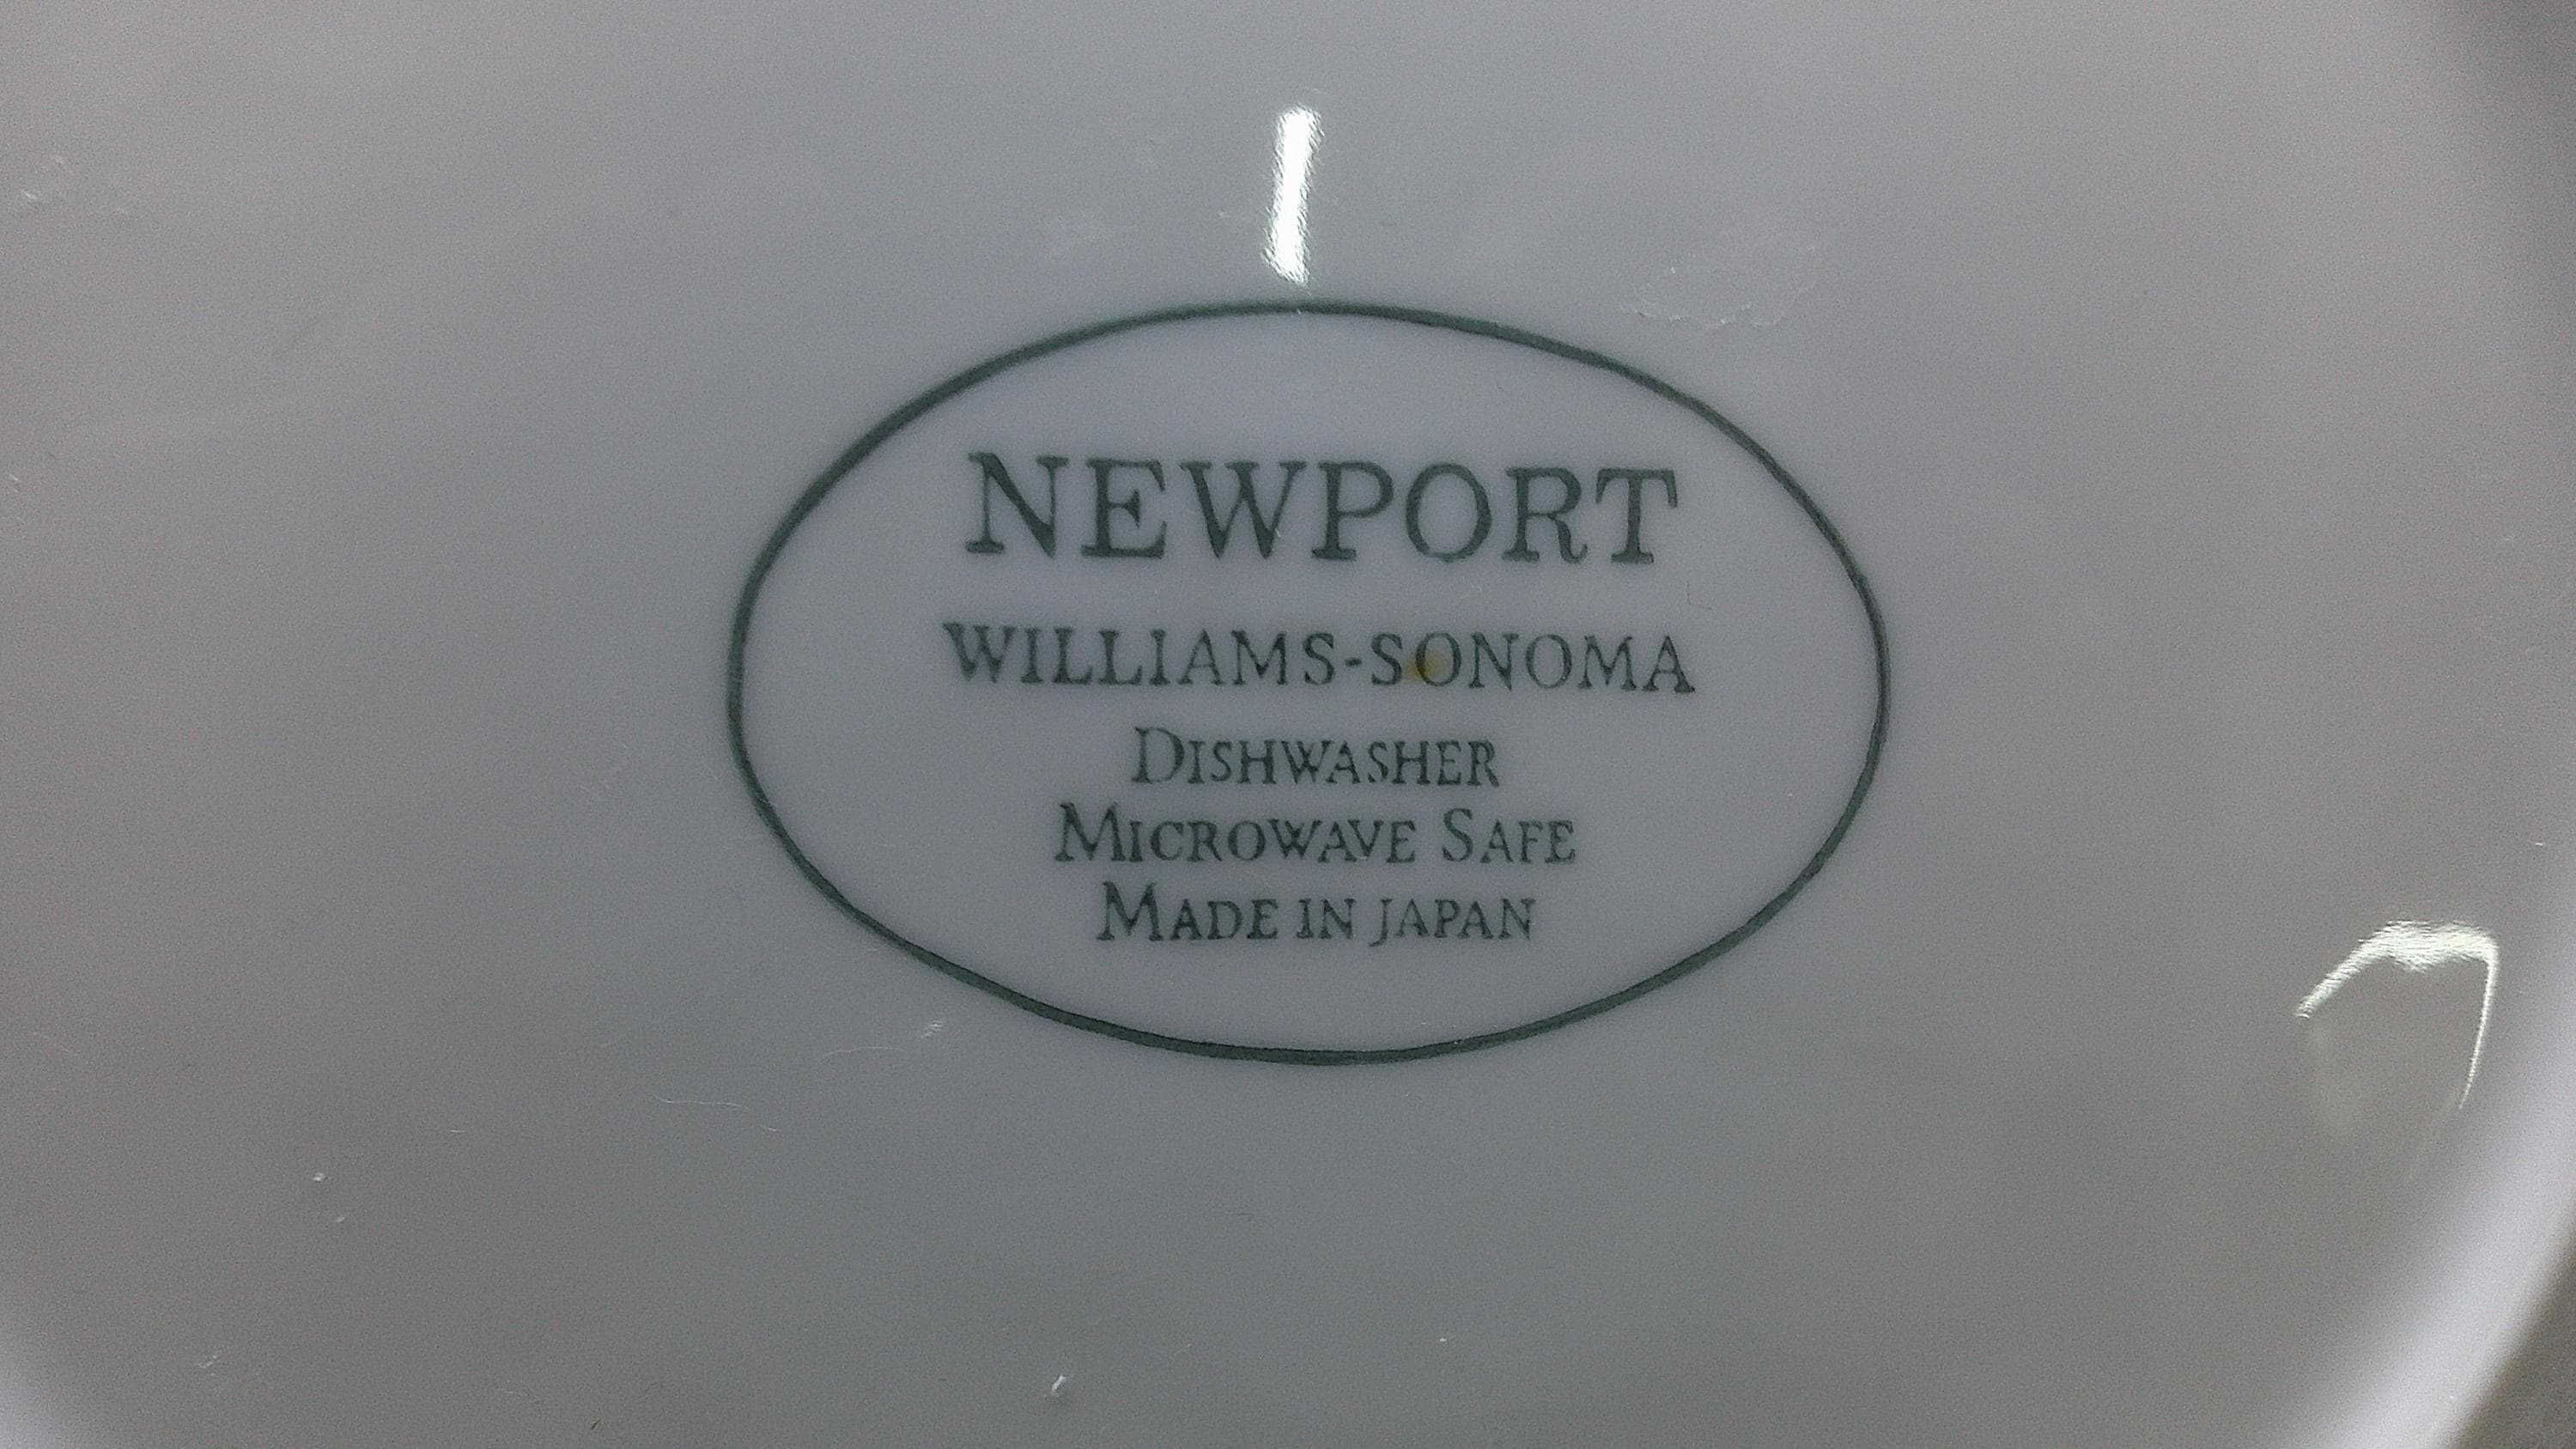 NEWPORT
WILLIAMS-SONOMA
DISHWASHER
MICROWAVE SAFE
MADE IN JAPAN